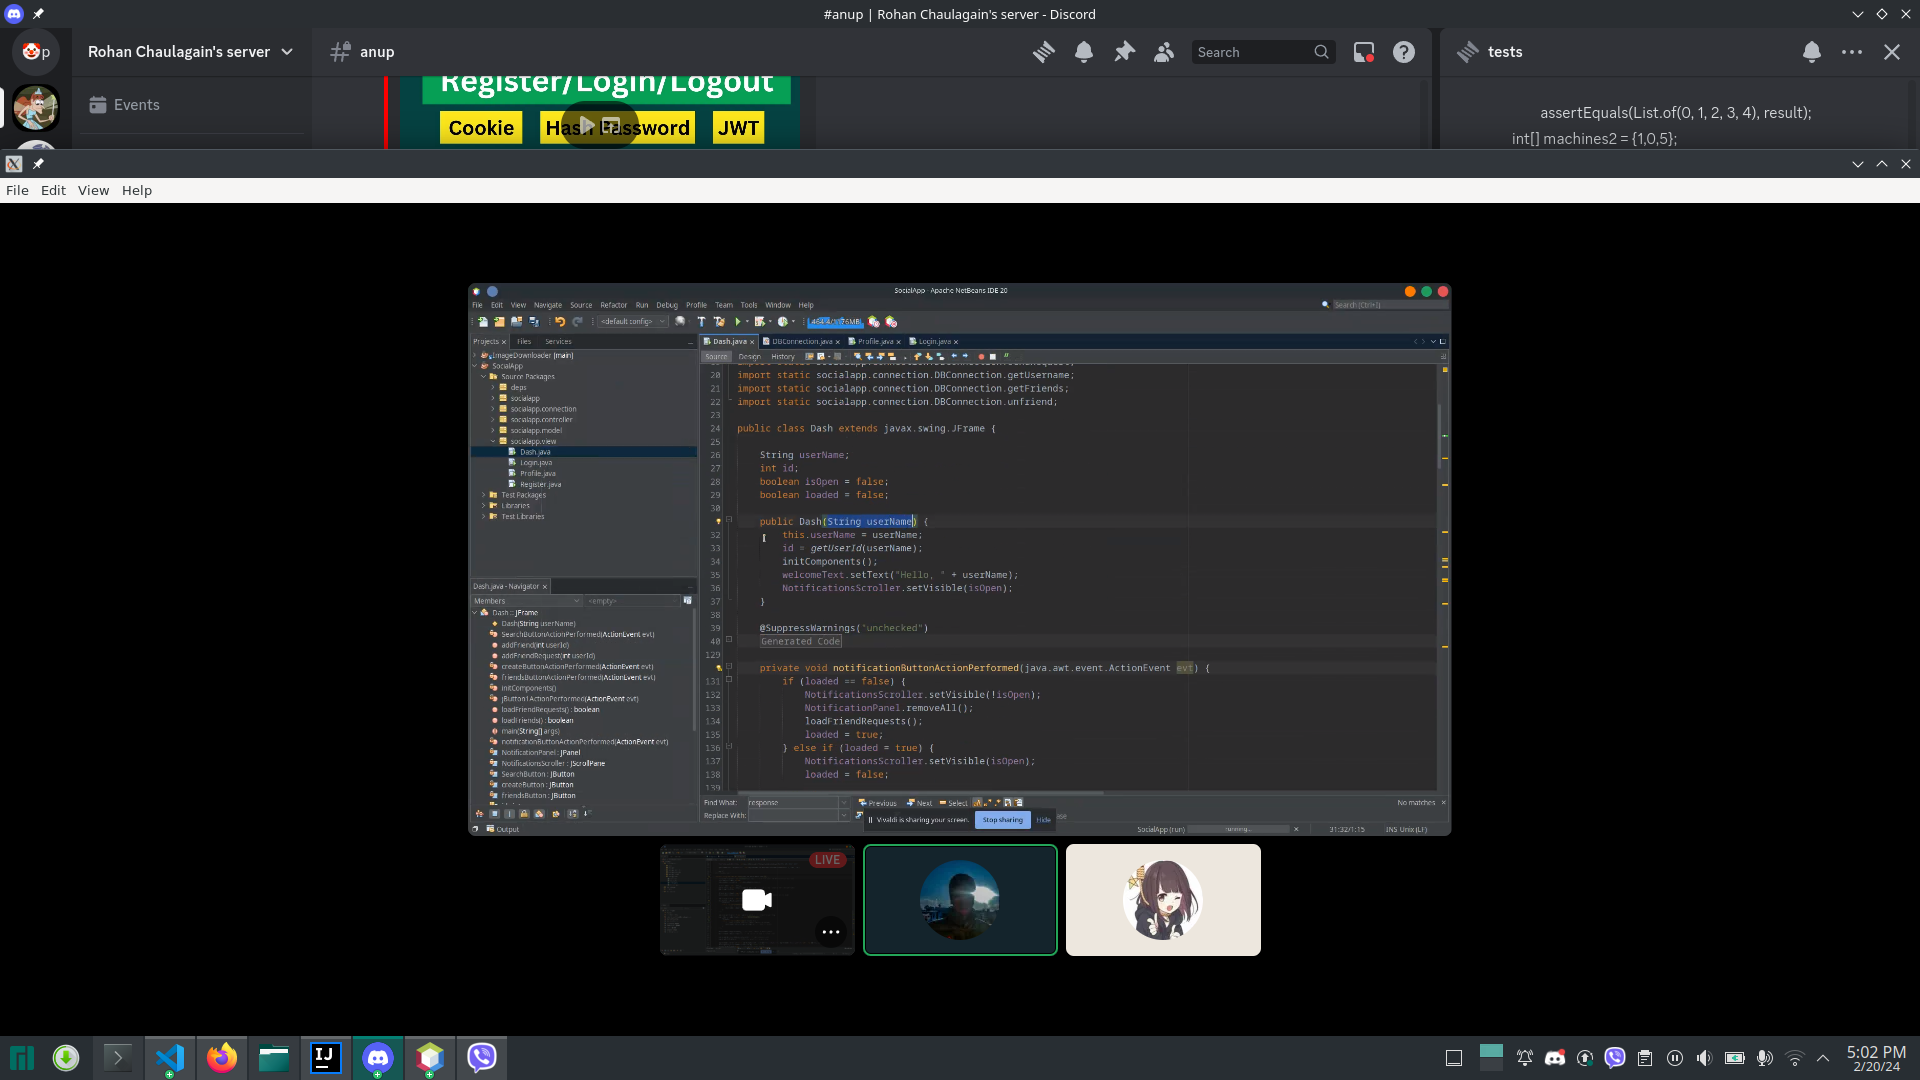 #anup | Rohan Chaulagain's server - Discord
p
Rohan Chaulagain's server
anup
Search
tests
Events
Register/Login/Logout
Cookie
Hash Password
JWT
assertEquals(List.of(0, 1, 2, 3, 4), result);
int[] machines2 = {1,0,5};
File Edit View Help
SocialApp - Apache NetBeans IDE 20
File Edit View Navigate Source Refactor Run Debug Profile Team Tools Window Help
Search (Ctrl+I)
<default config>
Projects Files Services
Dash.java DBConnection.java Profile.java Login.java
Source Design History
ImageDownloader [main]
SocialApp
Source Packages
deps
socialapp
socialapp.connection
socialapp.controller
socialapp.model
socialapp.view
Dash.java
Login.java
Profile.java
Register.java
Test Packages
Libraries
Test Libraries
20 import static socialapp.connection.DBConnection.getUsername;
21 import static socialapp.connection.DBConnection.getFriends;
22 import static socialapp.connection.DBConnection.unfriend;
23
24 public class Dash extends javax.swing.JFrame {
25
26 String userName;
27 int id;
28 boolean isOpen = false;
29 boolean loaded = false;
30
public Dash(String userName) {
32 this.userName = userName;
33 id = getUserId(userName);
34 initComponents();
35 welcomeText.setText("Hello, " + userName);
36 NotificationsScroller.setVisible(isOpen);
37 }
38
39 @SuppressWarnings("unchecked")
40 Generated Code
129
private void notificationButtonActionPerformed(java.awt.event.ActionEvent evt) {
131 if (loaded == false) {
132 NotificationsScroller.setVisible(!isOpen);
133 NotificationPanel.removeAll();
134 loadFriendRequests();
135 loaded = true;
136 } else if (loaded = true) {
137 NotificationsScroller.setVisible(isOpen);
138 loaded = false;
139
Dash.java - Navigator
Members
<empty>
Dash :: JFrame
Dash(String userName)
SearchButtonActionPerformed(ActionEvent evt)
addFriend(int userId)
addFriendRequest(int userId)
createButtonActionPerformed(ActionEvent evt)
friendsButtonActionPerformed(ActionEvent evt)
initComponents()
jButton1ActionPerformed(ActionEvent evt)
loadFriendRequests() : boolean
loadFriends() : boolean
main(String[] args)
notificationButtonActionPerformed(ActionEvent evt)
NotificationPanel : JPanel
NotificationsScroller : JScrollPane
SearchButton : JButton
createButton : JButton
friendsButton : JButton
Find What: response Previous Next Select No matches
Replace With:
Vivaldi is sharing your screen. Stop sharing Hide
Output
SocialApp (run) running... 31:32/1:15 INS Unix (LF)
LIVE
IJ
5:02 PM
2/20/24